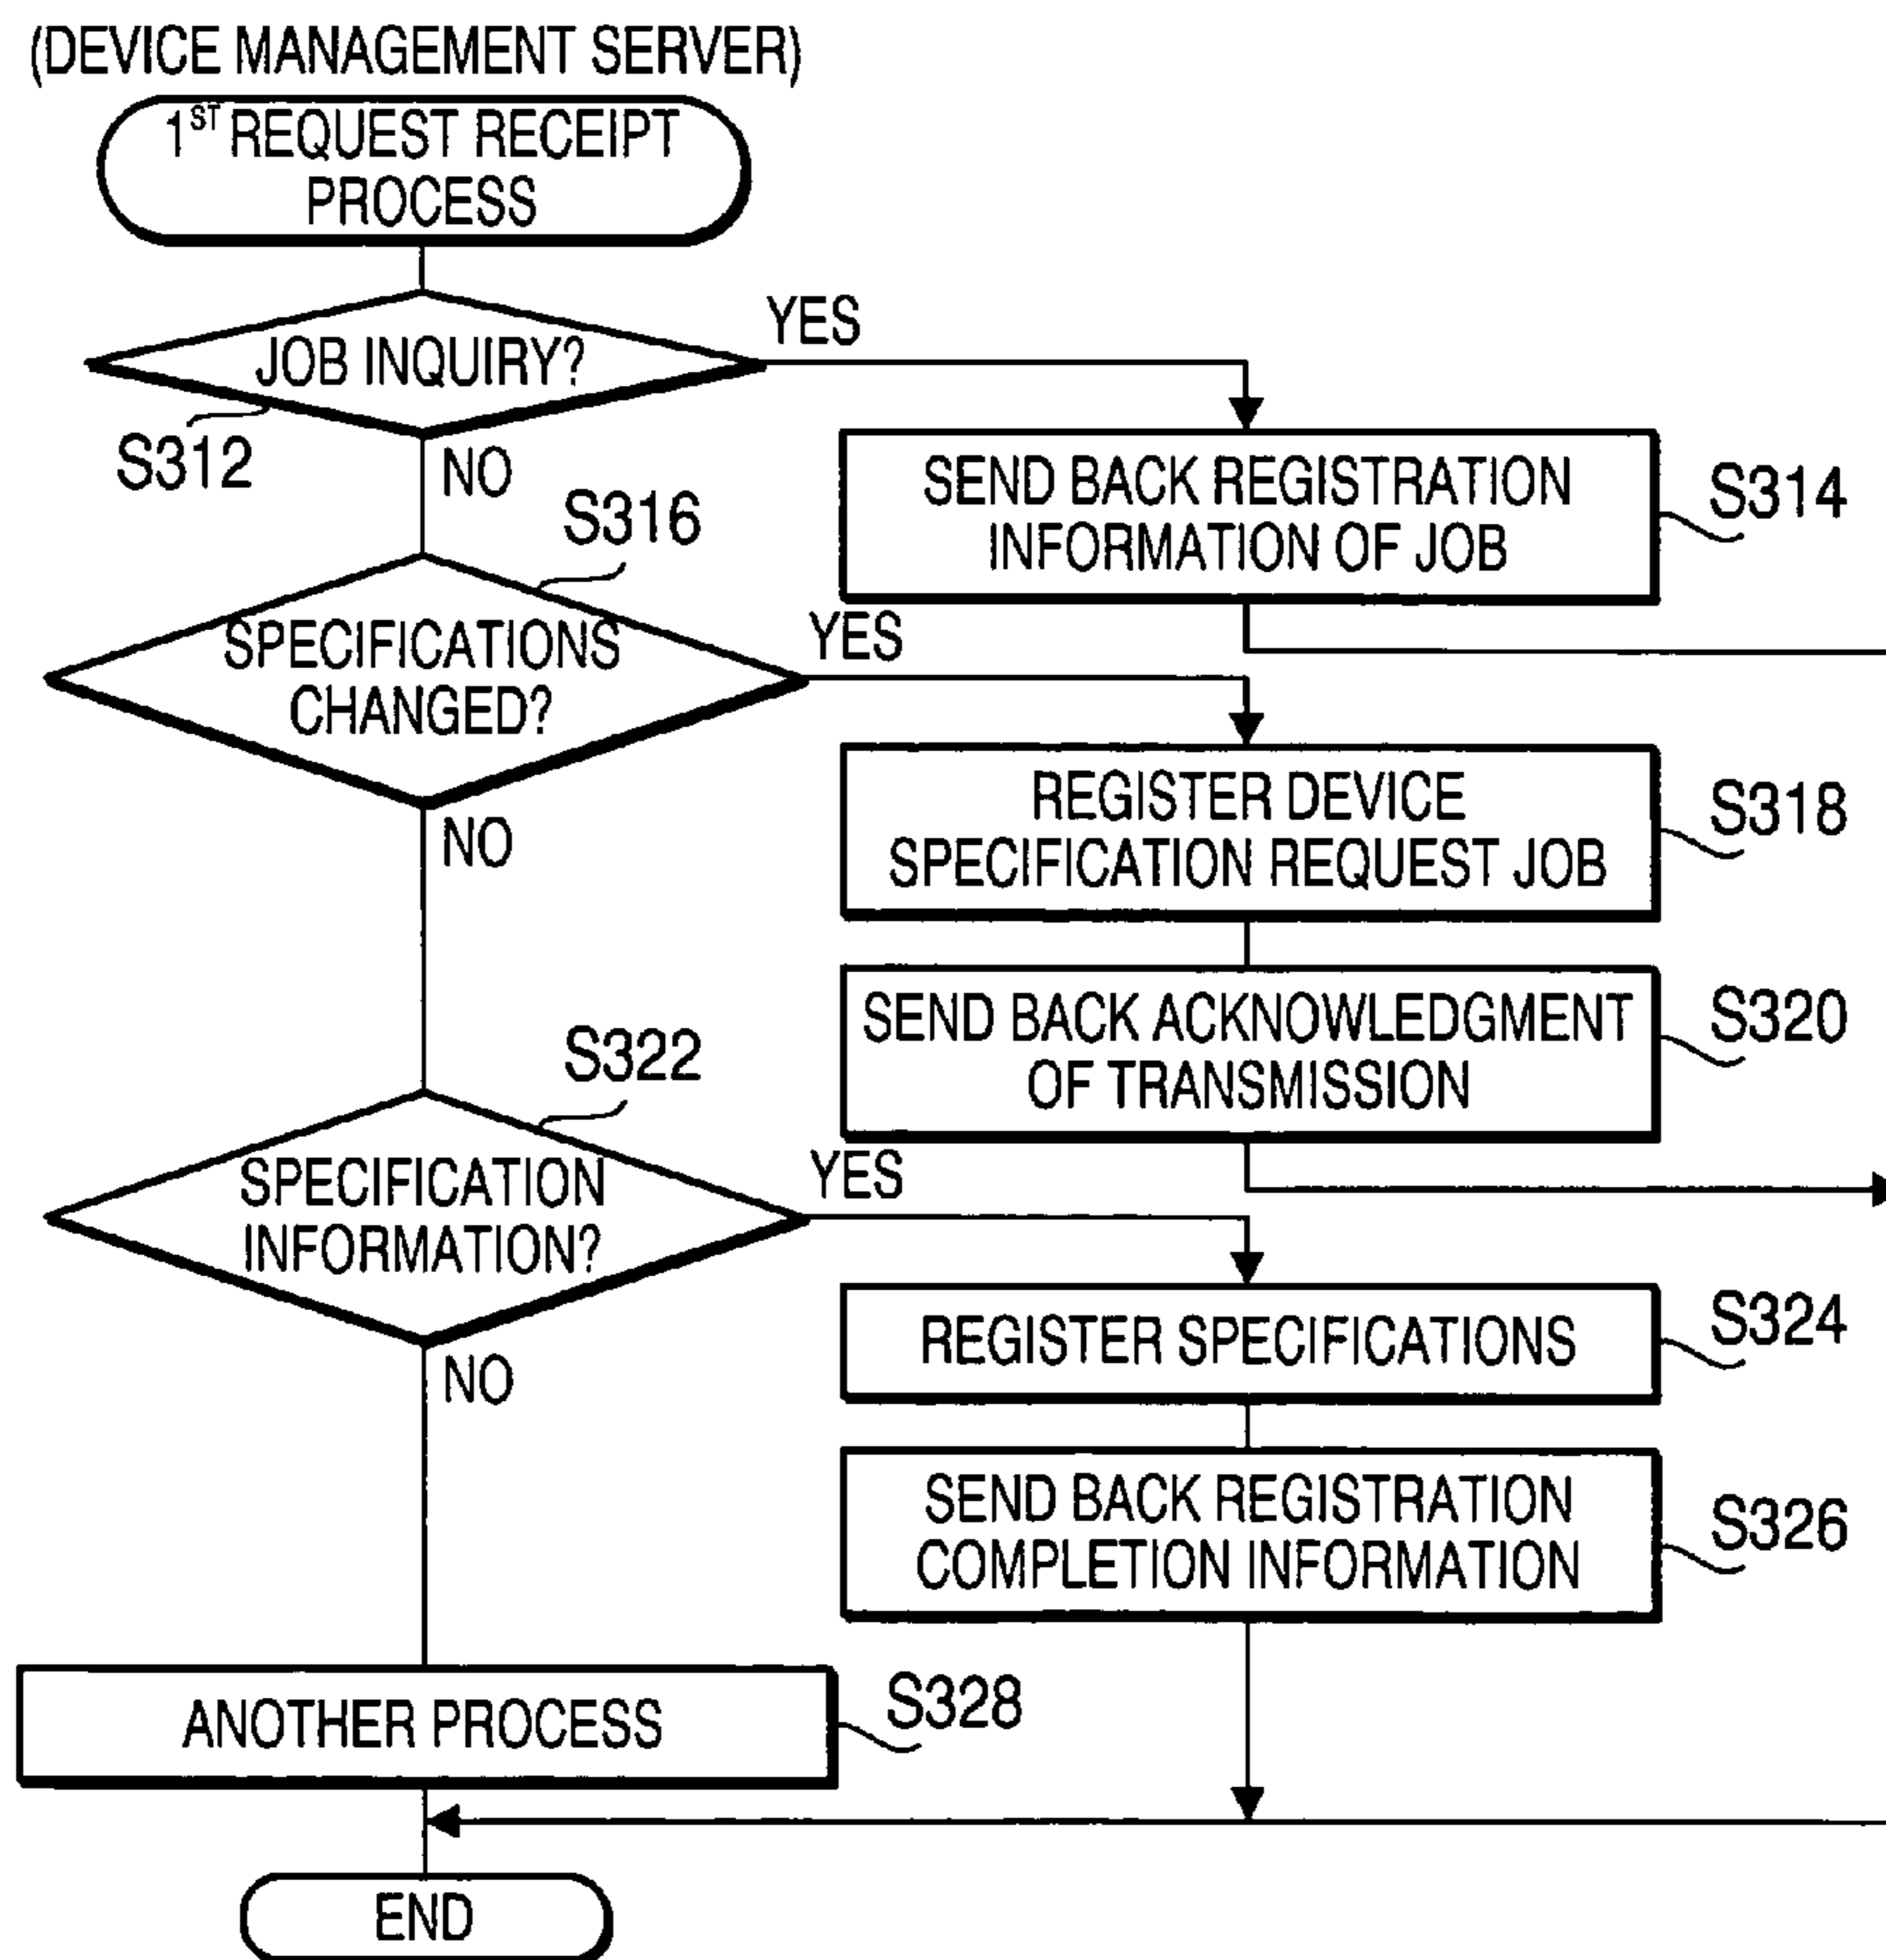 (DEVICE MANAGEMENT SERVER)
1ST REQUEST RECEIPT
PROCESS
JOB INQUIRY?
YES
S312
NO
SEND BACK REGISTRATION
INFORMATION OF JOB
S314
S316
SPECIFICATIONS
CHANGED?
YES
NO
REGISTER DEVICE
SPECIFICATION REQUEST JOB
S318
SEND BACK ACKNOWLEDGMENT
OF TRANSMISSION
S320
S322
SPECIFICATION
INFORMATION?
YES
NO
REGISTER SPECIFICATIONS
S324
SEND BACK REGISTRATION
COMPLETION INFORMATION
S326
ANOTHER PROCESS
S328
END